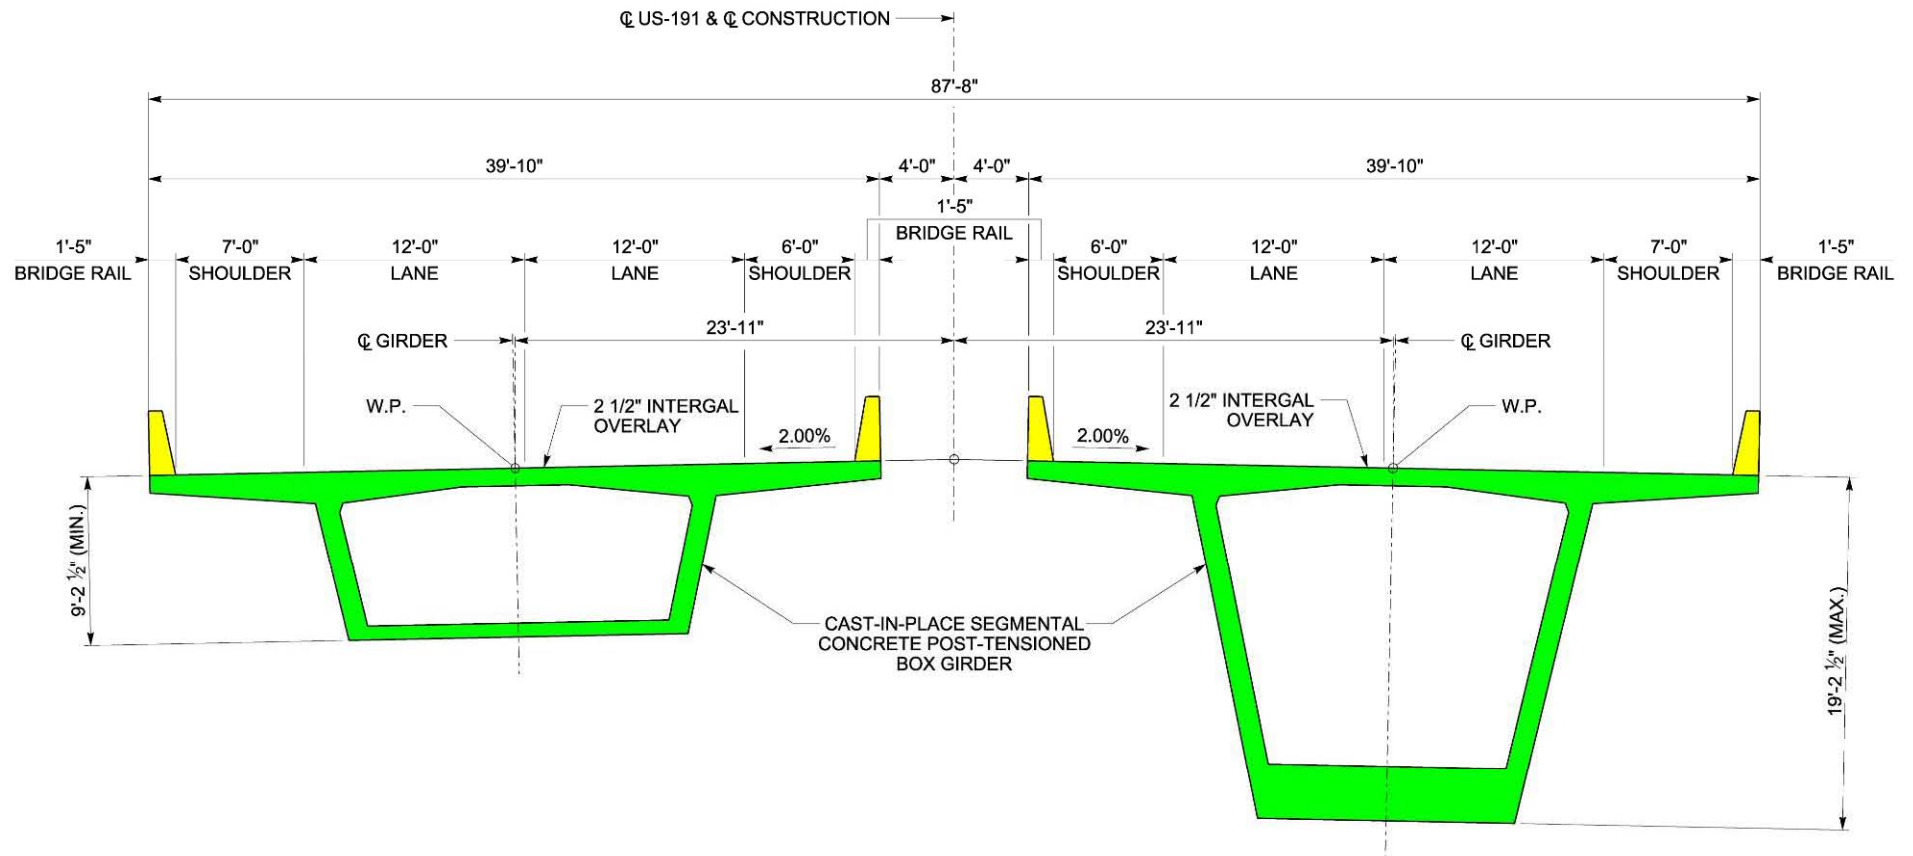 ℄ US-191 & ℄ CONSTRUCTION
87'-8"
39'-10"
4'-0"
4'-0"
39'-10"
1'-5"
BRIDGE RAIL
1'-5"
BRIDGE RAIL
7'-0"
SHOULDER
12'-0"
LANE
12'-0"
LANE
6'-0"
SHOULDER
6'-0"
SHOULDER
12'-0"
LANE
12'-0"
LANE
7'-0"
SHOULDER
1'-5"
BRIDGE RAIL
23'-11"
23'-11"
℄ GIRDER
℄ GIRDER
W.P.
2 1/2" INTERGAL
OVERLAY
2.00%
2.00%
2 1/2" INTERGAL
OVERLAY
W.P.
9'-2 ½" (MIN.)
CAST-IN-PLACE SEGMENTAL
CONCRETE POST-TENSIONED
BOX GIRDER
19'-2 ½" (MAX.)